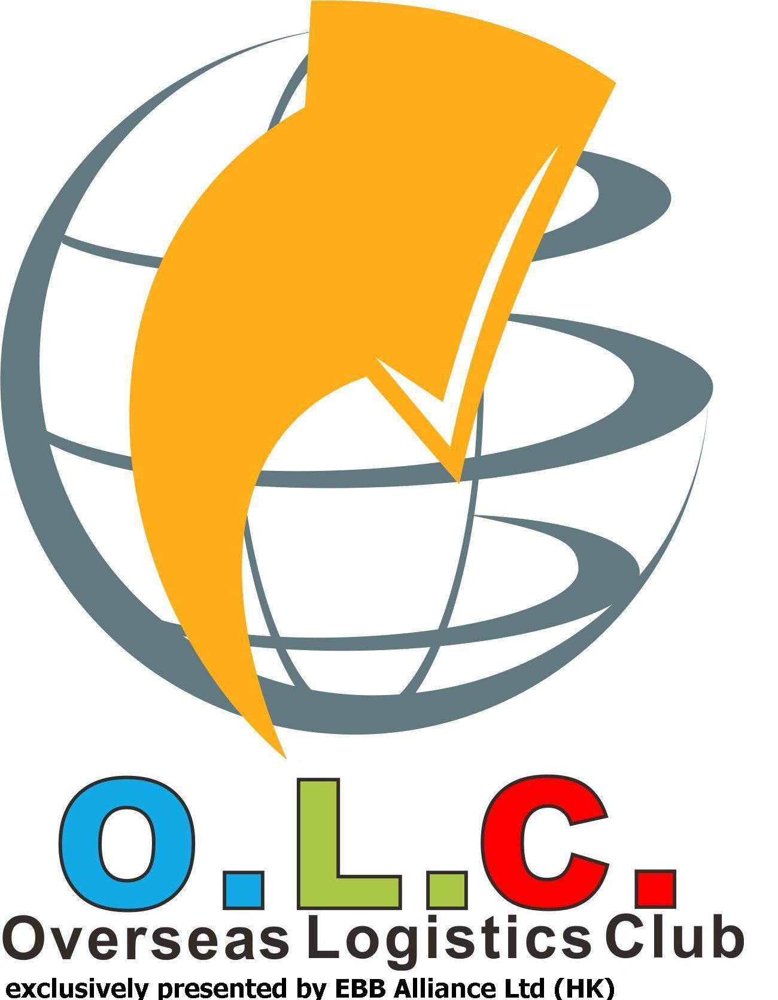 O.L.C.
Overseas Logistics Club
exclusively presented by EBB Alliance Ltd (HK)